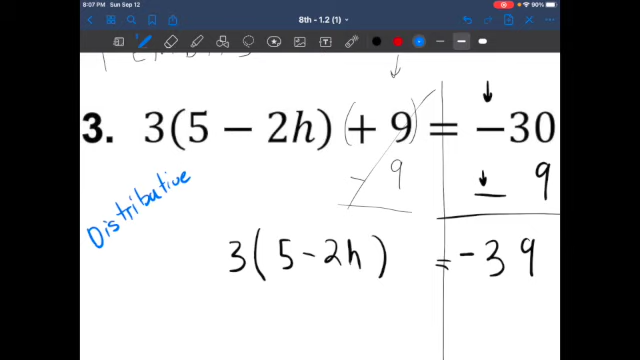 8:07 PM Sun Sep 12
90%
8th - 1.2 (1)
3. 3(5 − 2h) (+ 9) = −30
− 9 − 9
Distributive
3(5 - 2h) = -39